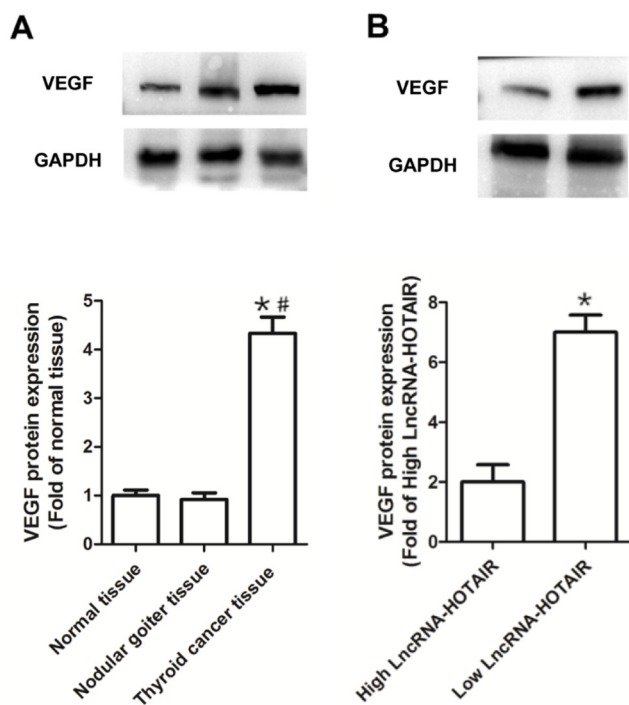 A
VEGF
GAPDH
VEGF protein expression
(Fold of normal tissue)
5
4
3
2
1
0
* #
Normal tissue
Nodular goiter tissue
Thyroid cancer tissue
B
VEGF
GAPDH
VEGF protein expression
(Fold of High LncRNA-HOTAIR)
8
6
4
2
0
*
High LncRNA-HOTAIR
Low LncRNA-HOTAIR